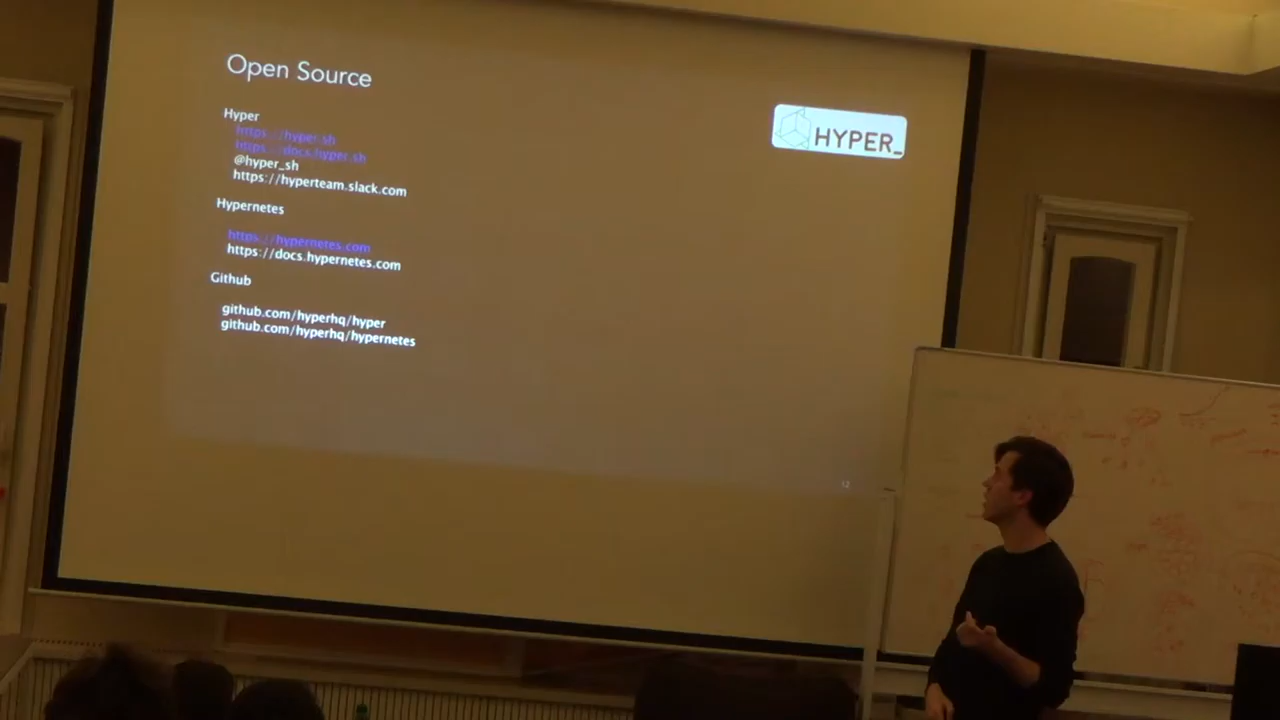 Open Source
HYPER_
Hyper
https://hyper.sh
https://docs.hyper.sh
@hyper_sh
https://hyperteam.slack.com
Hypernetes
https://hypernetes.com
https://docs.hypernetes.com
Github
github.com/hyperhq/hyper
github.com/hyperhq/hypernetes
12